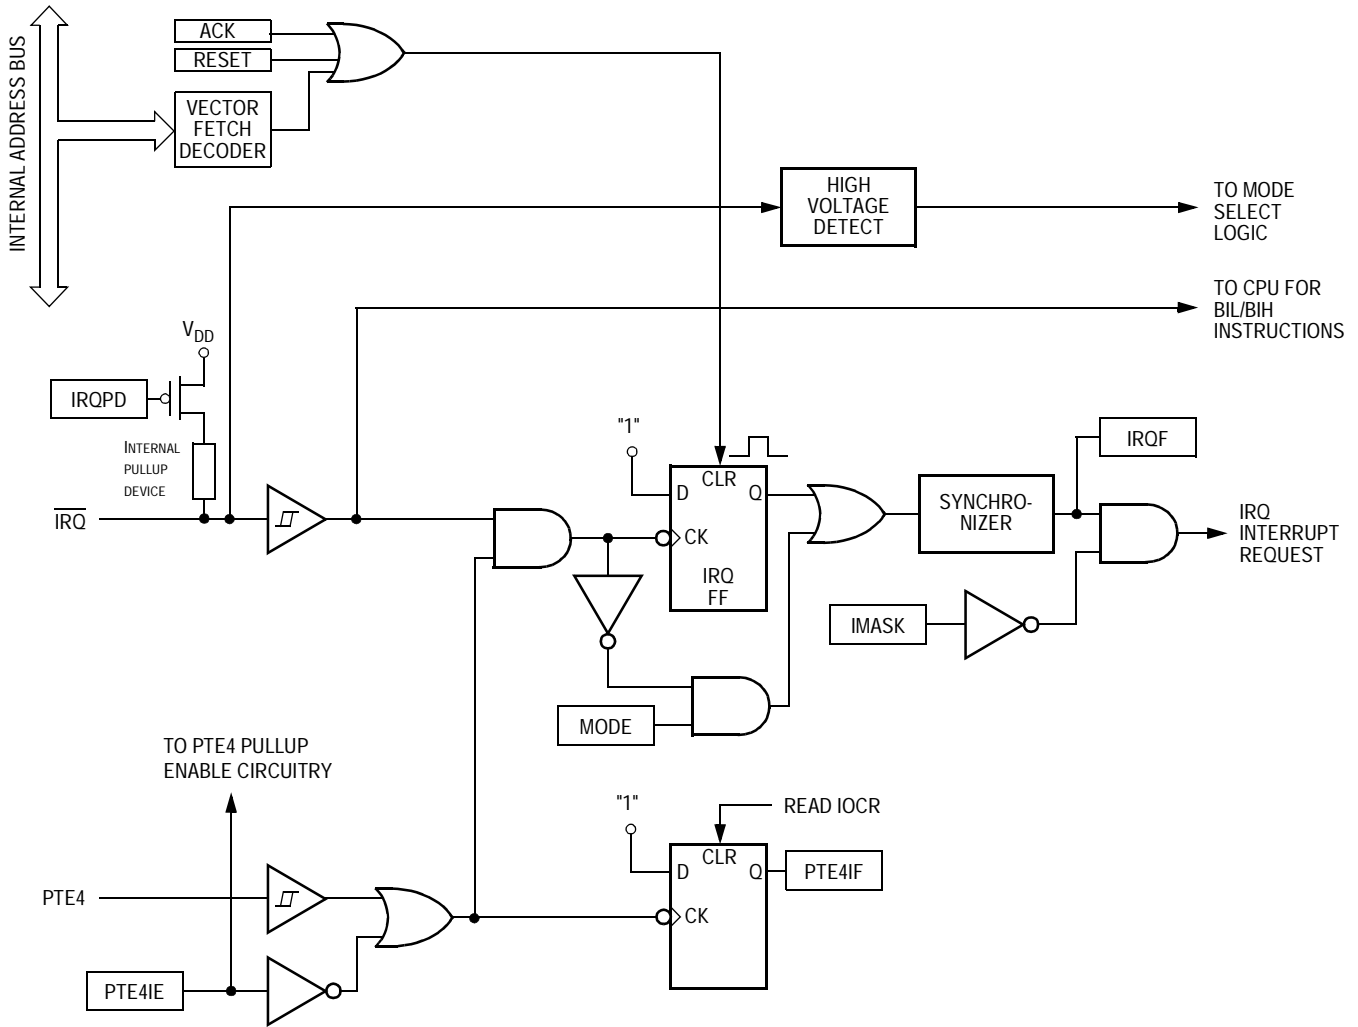 INTERNAL ADDRESS BUS
ACK
RESET
VECTOR
FETCH
DECODER
HIGH
VOLTAGE
DETECT
TO MODE
SELECT
LOGIC
TO CPU FOR
BIL/BIH
INSTRUCTIONS
VDD
IRQPD
INTERNAL
PULLUP
DEVICE
IRQ
"1"
CLR
D
Q
CK
IRQ
FF
SYNCHRO-
NIZER
IRQF
IRQ
INTERRUPT
REQUEST
IMASK
MODE
TO PTE4 PULLUP
ENABLE CIRCUITRY
"1"
READ IOCR
CLR
D
Q
CK
PTE4IF
PTE4
PTE4IE